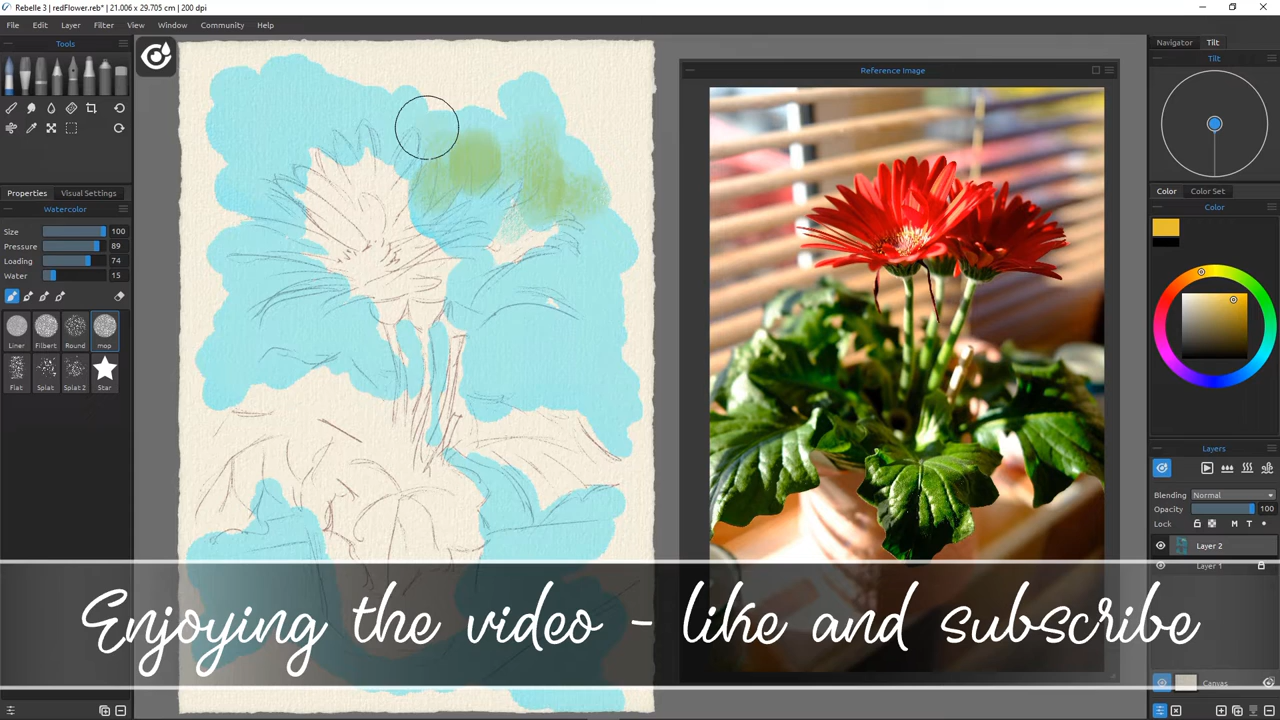 Rebelle 3 | redFlower.reb* | 21.006 x 29.705 cm | 200 dpi
File Edit Layer Filter View Window Community Help
Tools
Properties Visual Settings
Watercolor
Size 100
Pressure 89
Loading 74
Water 15
Liner Filbert Round mop
Flat Splat Splat 2 Star
Reference Image
Navigator Tilt
Tilt
Color Color Set
Color
Layers
Blending Normal
Opacity 100
Lock M T
Layer 2
Layer 1
Canvas
Enjoying the video - like and subscribe